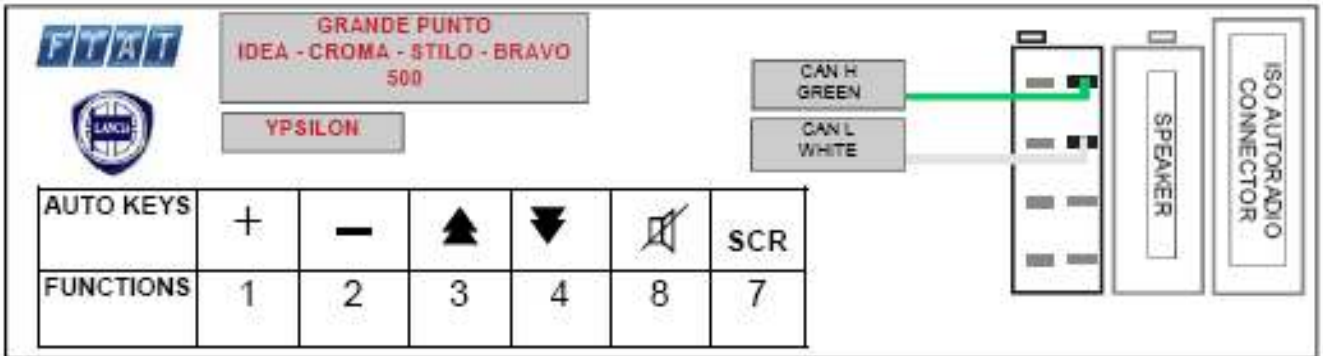 FIAT
GRANDE PUNTO
IDEA - CROMA - STILO - BRAVO
500
LANCIA
YPSILON
CAN H
GREEN
CAN L
WHITE
SPEAKER
ISO AUTORADIO
CONNECTOR
AUTO KEYS + - SCR
FUNCTIONS 1 2 3 4 8 7